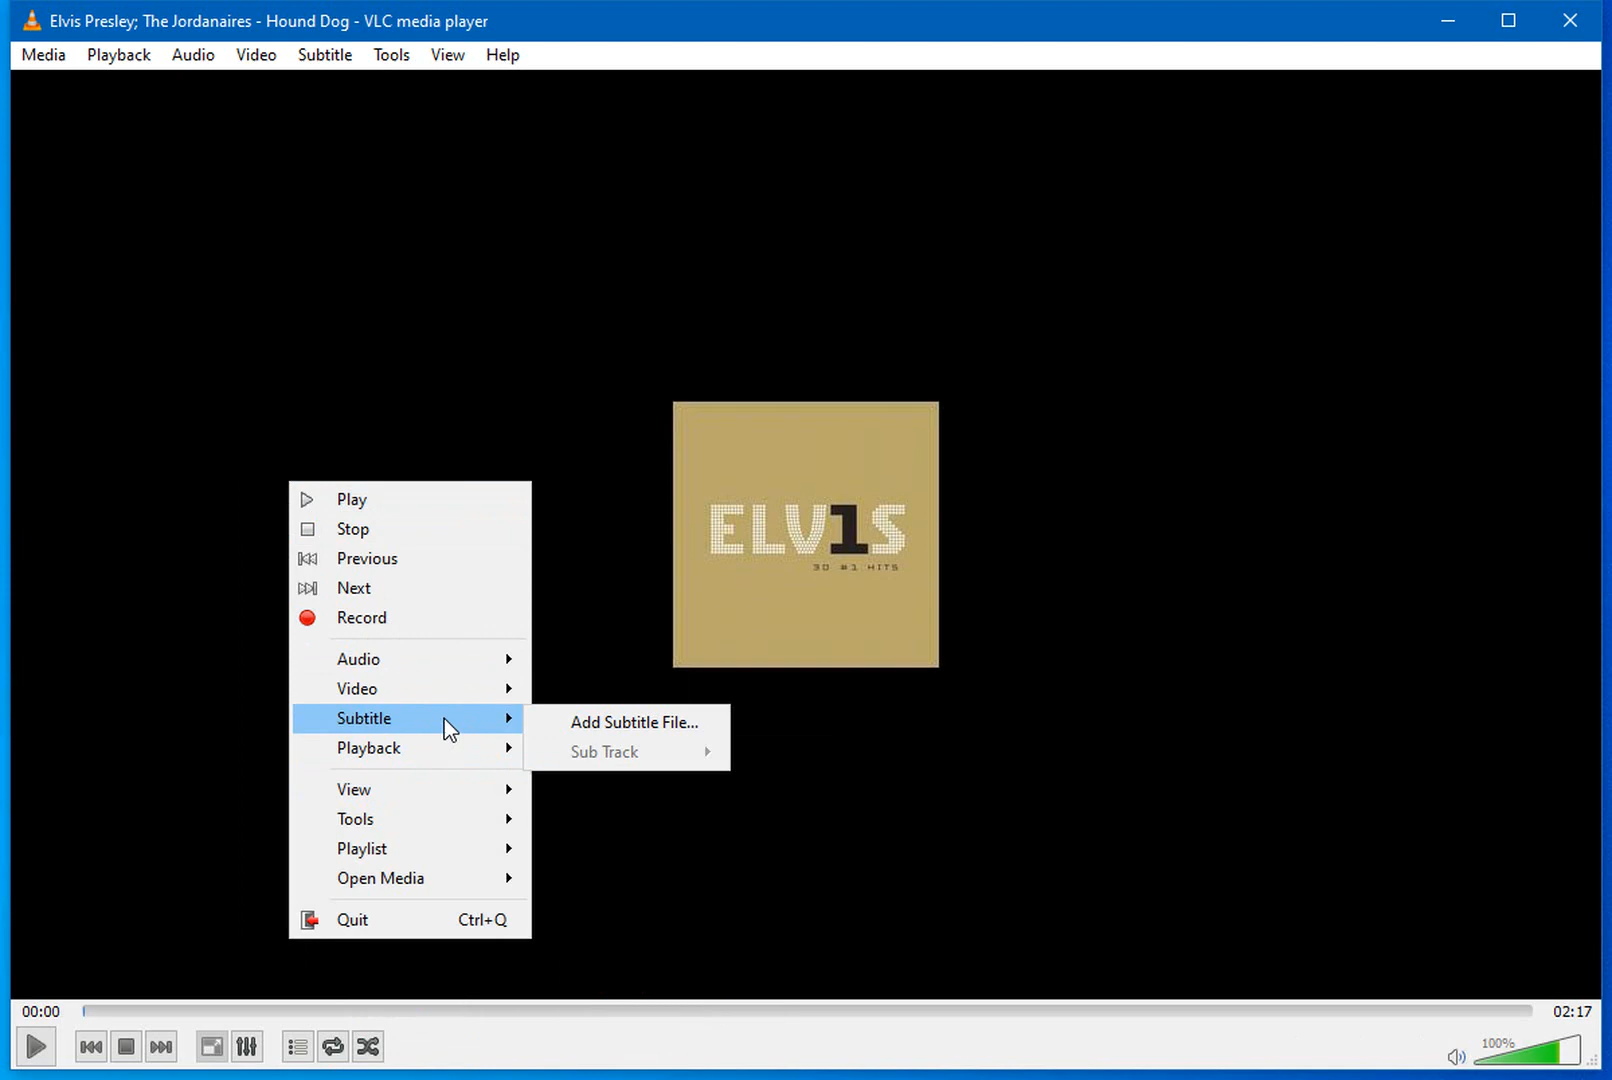 Elvis Presley; The Jordanaires - Hound Dog - VLC media player
Media Playback Audio Video Subtitle Tools View Help
ELV1S
30 #1 HITS
Play
Stop
Previous
Next
Record
Audio
Video
Subtitle
Add Subtitle File...
Playback
Sub Track
View
Tools
Playlist
Open Media
Quit Ctrl+Q
00:00 02:17
100%